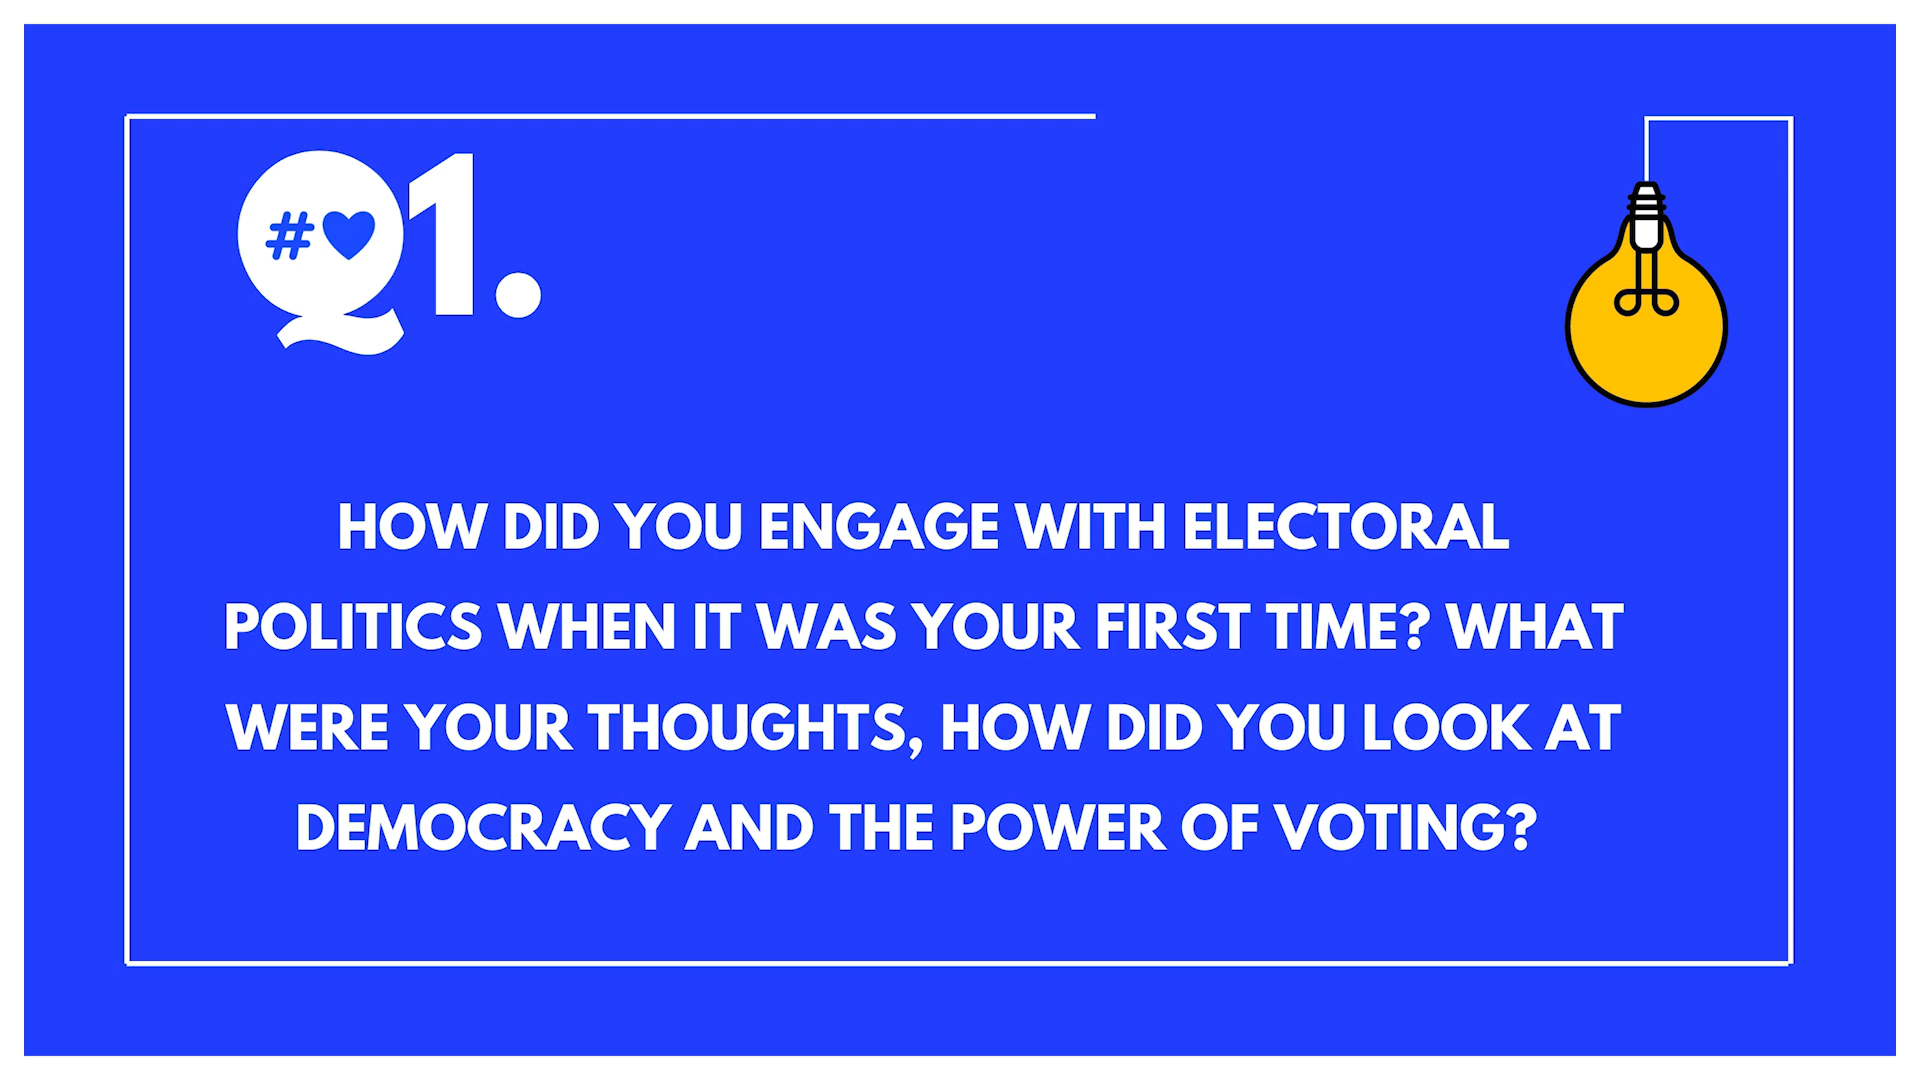 #♥
Q1.
HOW DID YOU ENGAGE WITH ELECTORAL
POLITICS WHEN IT WAS YOUR FIRST TIME? WHAT
WERE YOUR THOUGHTS, HOW DID YOU LOOK AT
DEMOCRACY AND THE POWER OF VOTING?